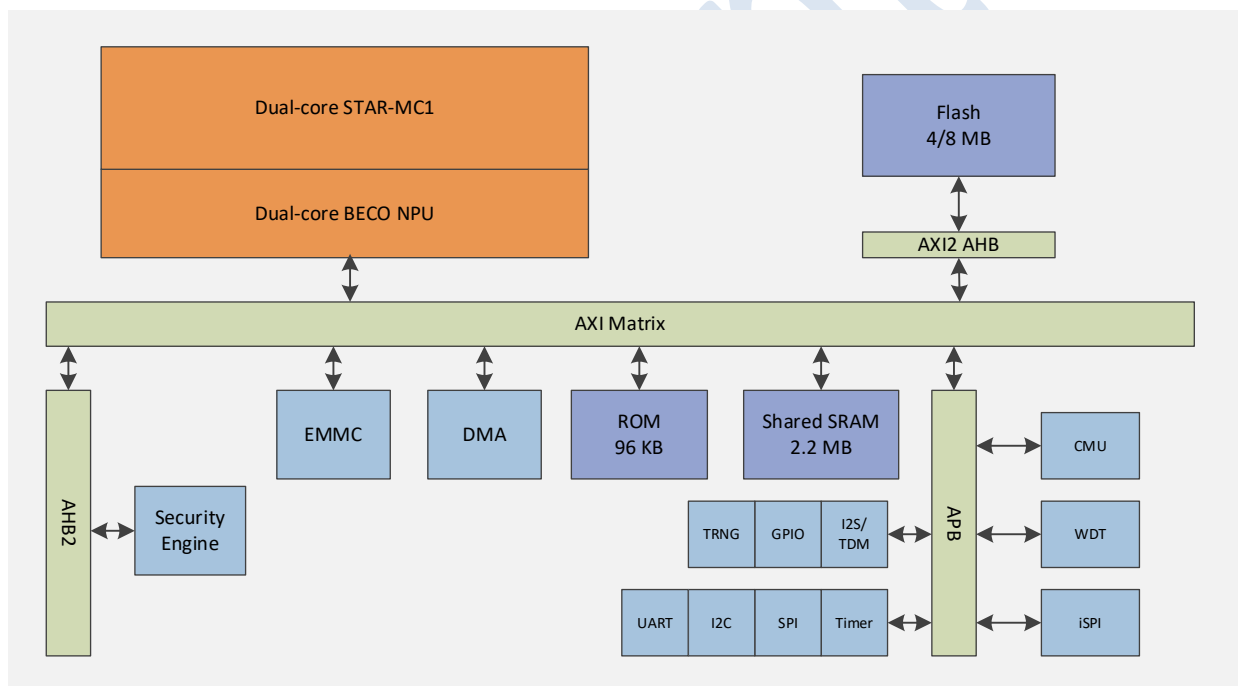 Dual-core STAR-MC1
Dual-core BECO NPU
Flash
4/8 MB
AXI2 AHB
AXI Matrix
AHB2
Security
Engine
EMMC
DMA
ROM
96 KB
Shared SRAM
2.2 MB
APB
CMU
TRNG
GPIO
I2S/
TDM
WDT
UART
I2C
SPI
Timer
iSPI